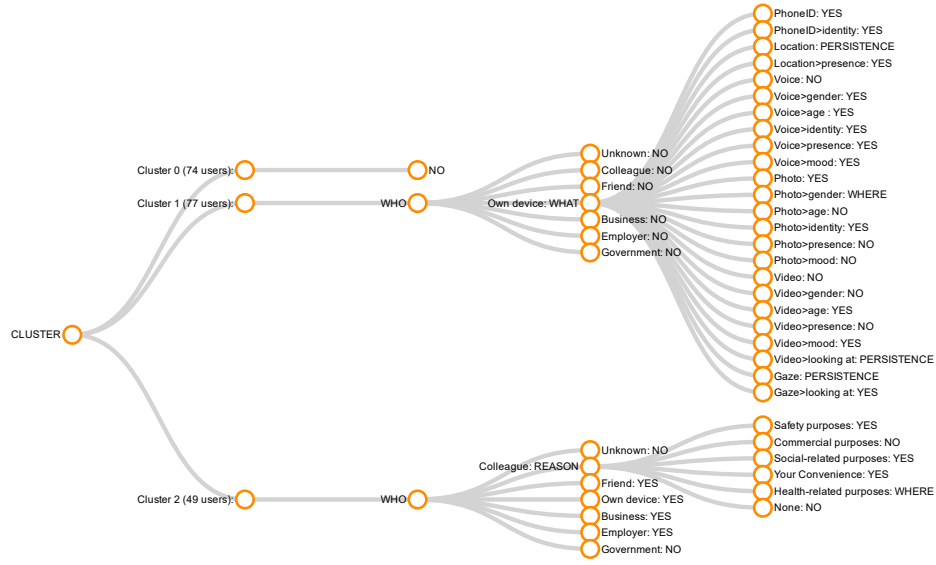 CLUSTER
Cluster 0 (74 users):
NO
Cluster 1 (77 users):
WHO
Unknown: NO
Colleague: NO
Friend: NO
Own device: WHAT
Business: NO
Employer: NO
Government: NO
PhoneID: YES
PhoneID>identity: YES
Location: PERSISTENCE
Location>presence: YES
Voice: NO
Voice>gender: YES
Voice>age : YES
Voice>identity: YES
Voice>presence: YES
Voice>mood: YES
Photo: YES
Photo>gender: WHERE
Photo>age: NO
Photo>identity: YES
Photo>presence: NO
Photo>mood: NO
Video: NO
Video>gender: NO
Video>age: YES
Video>presence: NO
Video>mood: YES
Video>looking at: PERSISTENCE
Gaze: PERSISTENCE
Gaze>looking at: YES
Cluster 2 (49 users):
WHO
Unknown: NO
Colleague: REASON
Friend: YES
Own device: YES
Business: YES
Employer: YES
Government: NO
Safety purposes: YES
Commercial purposes: NO
Social-related purposes: YES
Your Convenience: YES
Health-related purposes: WHERE
None: NO